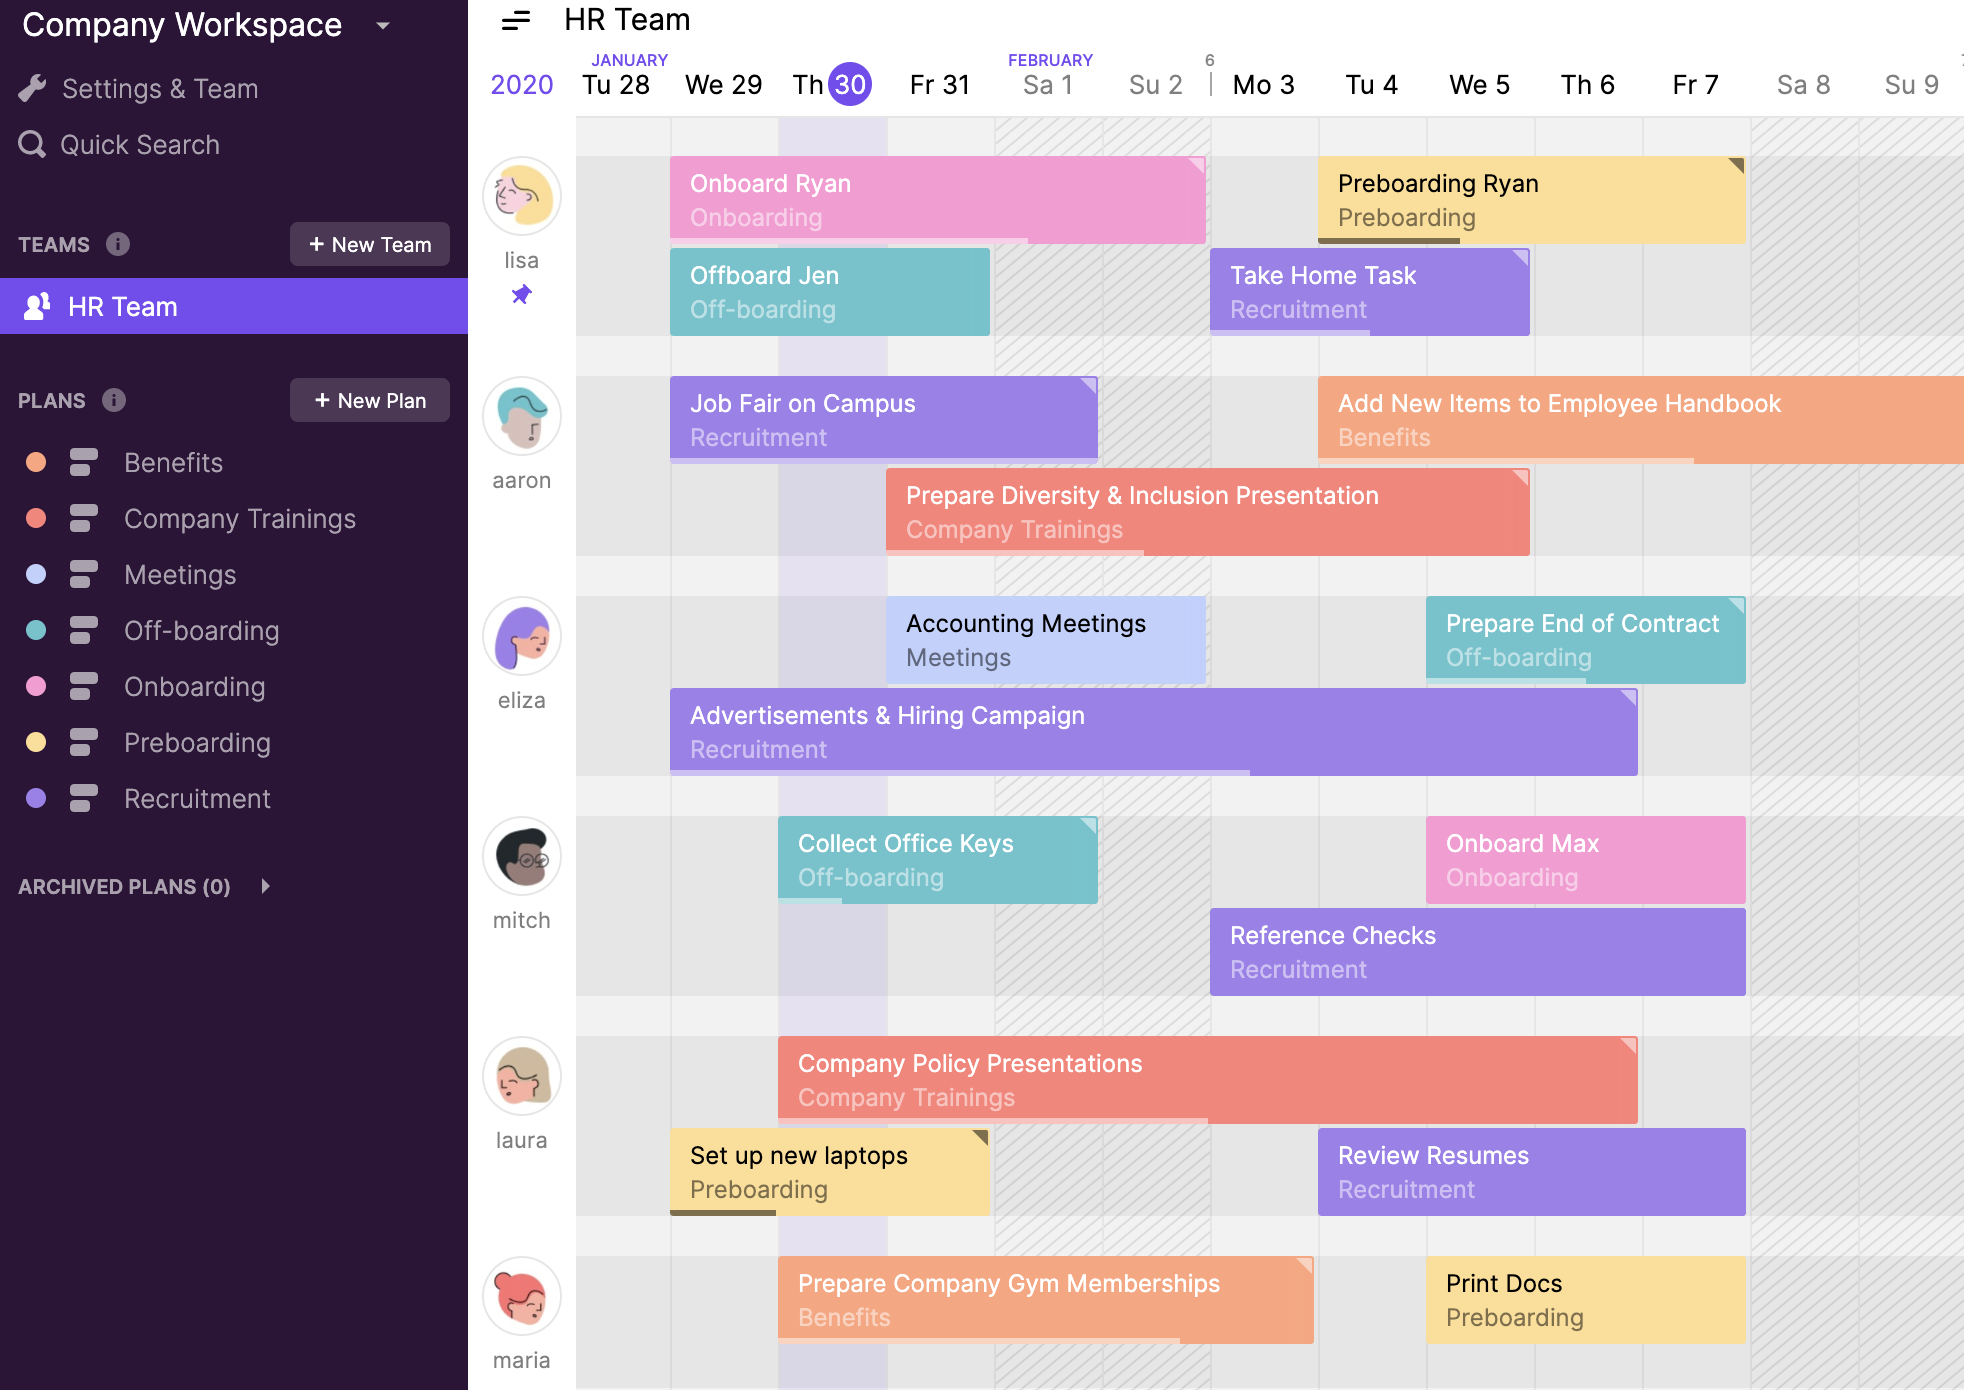 Company Workspace
Settings & Team
Quick Search
TEAMS
+ New Team
HR Team
PLANS
+ New Plan
Benefits
Company Trainings
Meetings
Off-boarding
Onboarding
Preboarding
Recruitment
ARCHIVED PLANS (0)
HR Team
JANUARY
FEBRUARY
6
2020 Tu 28 We 29 Th 30 Fr 31 Sa 1 Su 2 Mo 3 Tu 4 We 5 Th 6 Fr 7 Sa 8 Su 9
lisa
Onboard Ryan
Onboarding
Preboarding Ryan
Preboarding
Offboard Jen
Off-boarding
Take Home Task
Recruitment
aaron
Job Fair on Campus
Recruitment
Add New Items to Employee Handbook
Benefits
Prepare Diversity & Inclusion Presentation
Company Trainings
eliza
Accounting Meetings
Meetings
Prepare End of Contract
Off-boarding
Advertisements & Hiring Campaign
Recruitment
mitch
Collect Office Keys
Off-boarding
Onboard Max
Onboarding
Reference Checks
Recruitment
laura
Company Policy Presentations
Company Trainings
Set up new laptops
Preboarding
Review Resumes
Recruitment
maria
Prepare Company Gym Memberships
Benefits
Print Docs
Preboarding